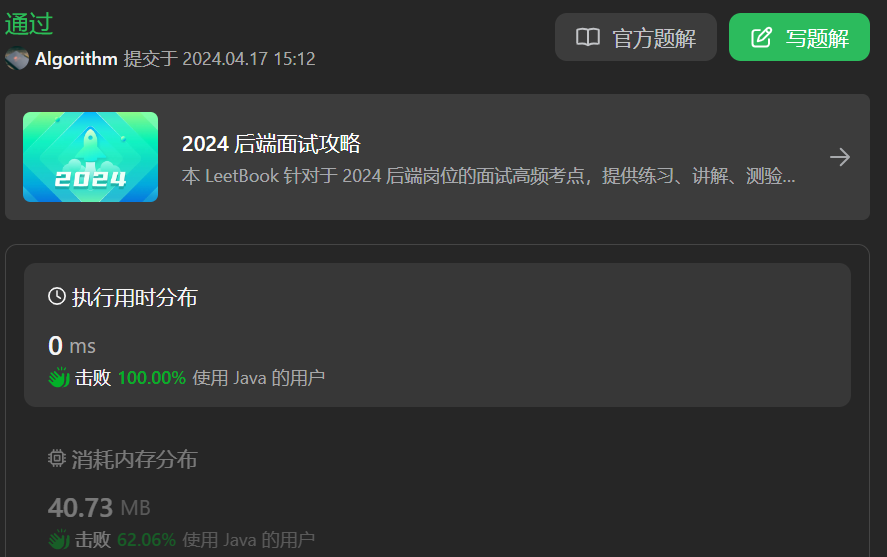 通过
官方题解
写题解
Algorithm 提交于 2024.04.17 15:12
2024
2024 后端面试攻略
本 LeetBook 针对于 2024 后端岗位的面试高频考点，提供练习、讲解、测验...
执行用时分布
0 ms
击败 100.00% 使用 Java 的用户
消耗内存分布
40.73 MB
击败 62.06% 使用 Java 的用户